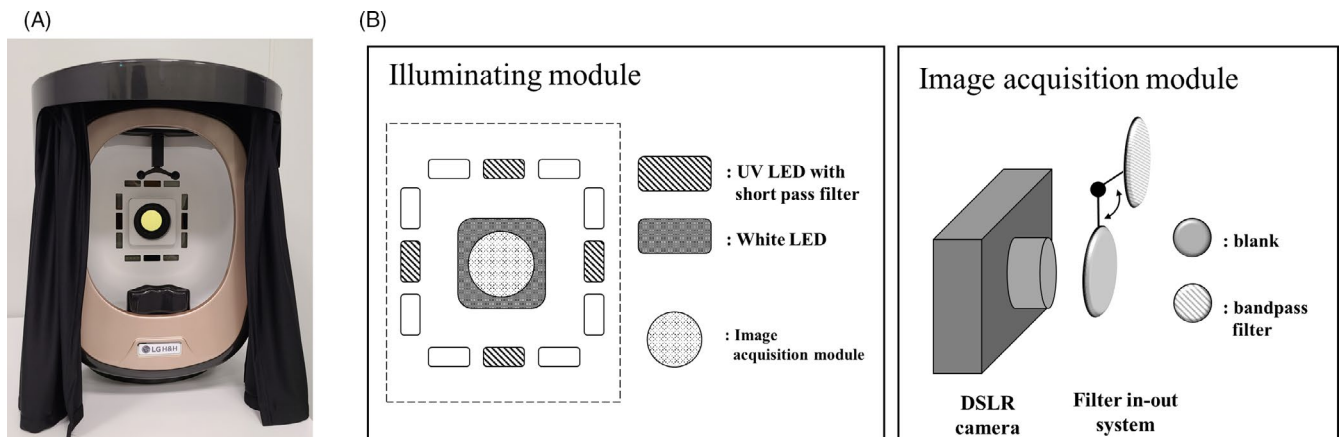 (A)
(B)
LG H&H
Illuminating module
: UV LED with
short pass filter
: White LED
: Image
acquisition module
Image acquisition module
: blank
: bandpass
filter
DSLR
camera
Filter in-out
system